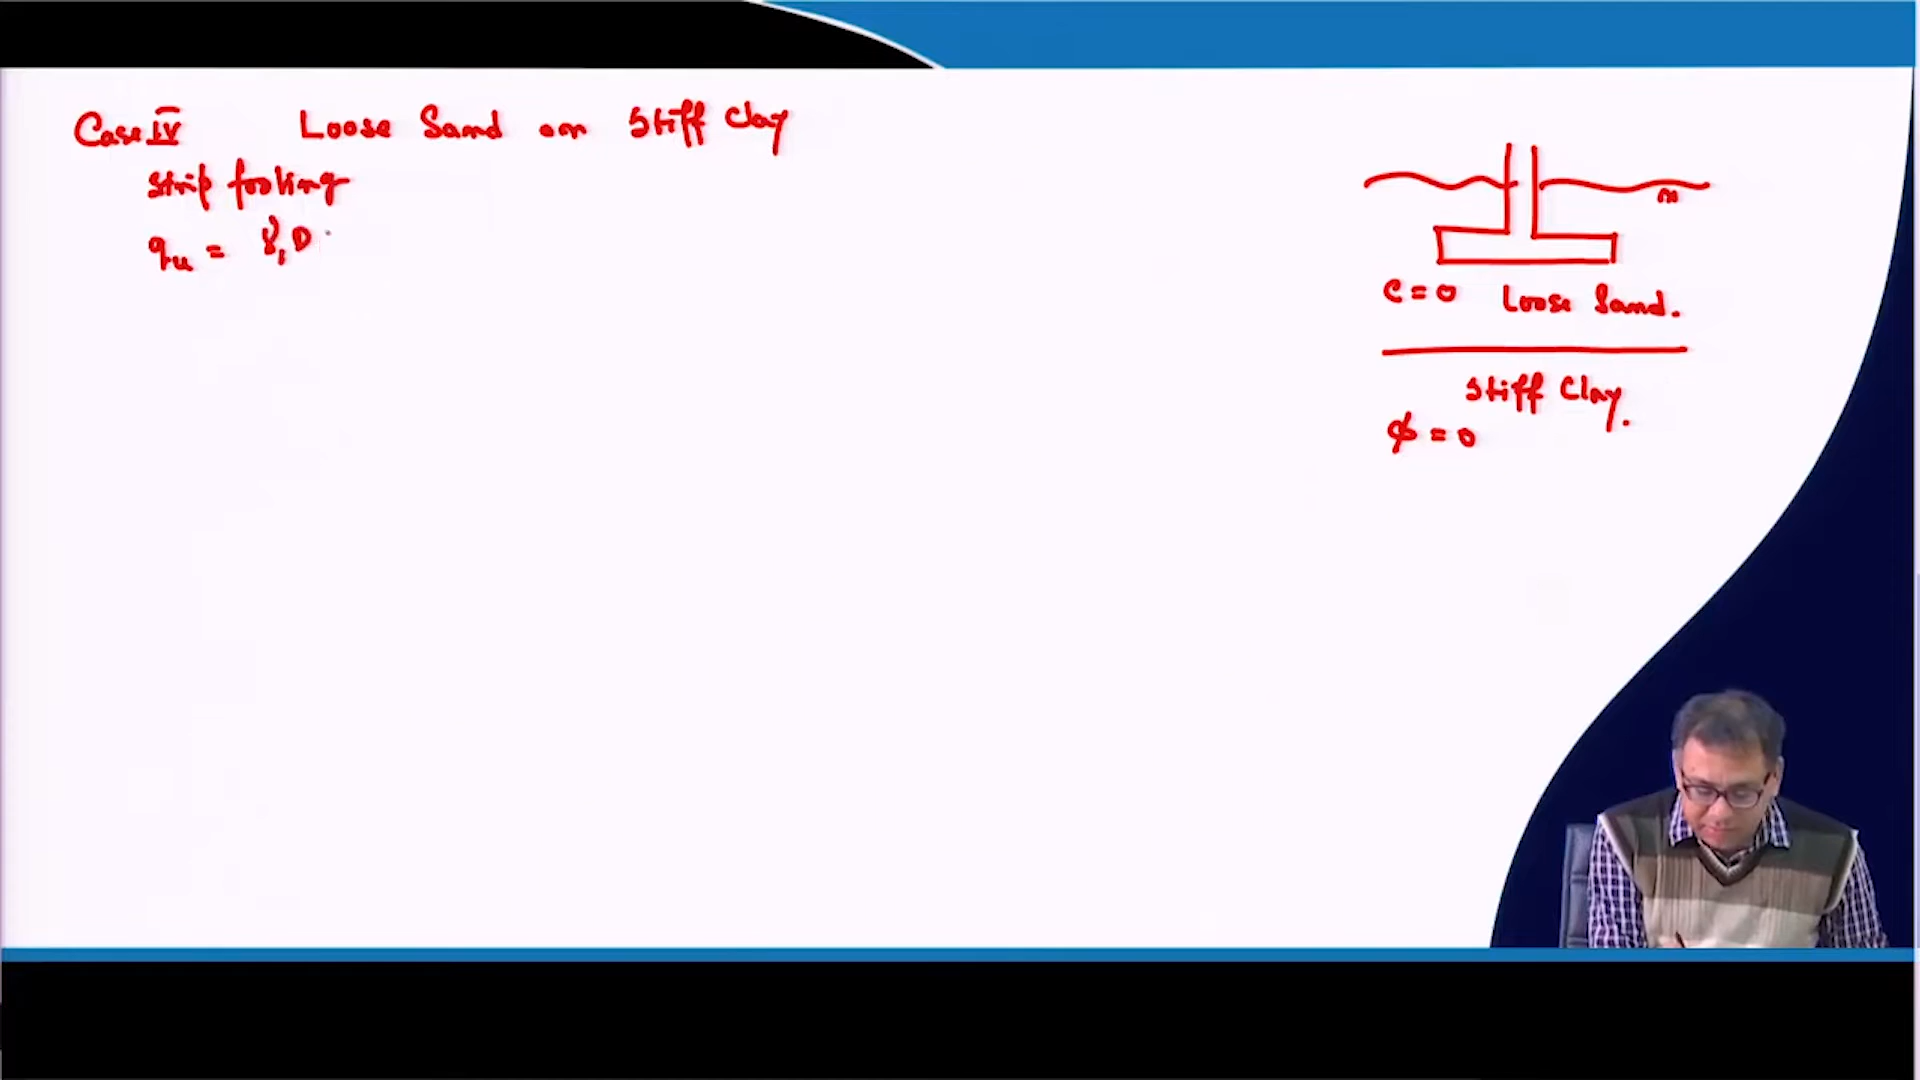 Case IV Loose Sand on Stiff Clay
Strip footing
qu = γ1D
C = 0 Loose Sand.
Stiff Clay.
φ = 0